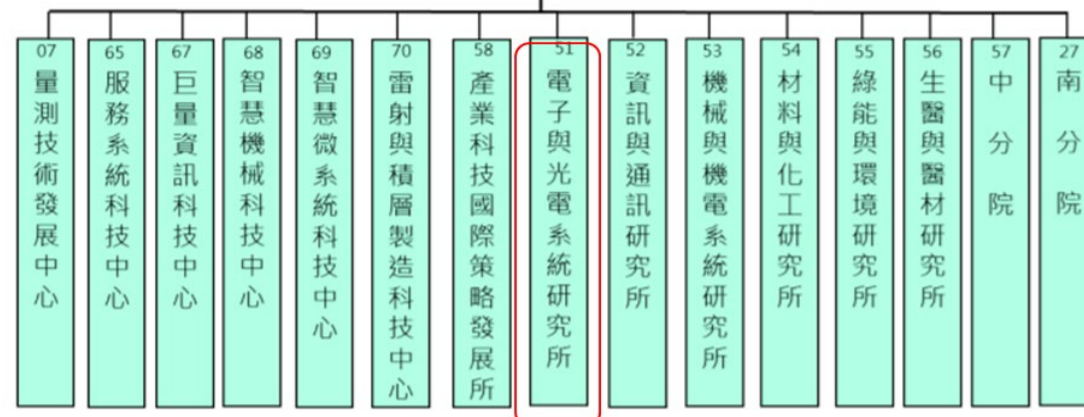 07
量測技術發展中心
65
服務系統科技中心
67
巨量資訊科技中心
68
智慧機械科技中心
69
智慧微系統科技中心
70
雷射與積層製造科技中心
58
產業科技國際策略發展所
51
電子與光電系統研究所
52
資訊與通訊研究所
53
機械與機電系統研究所
54
材料與化工研究所
55
綠能與環境研究所
56
生醫與醫材研究所
57
中分院
27
南分院